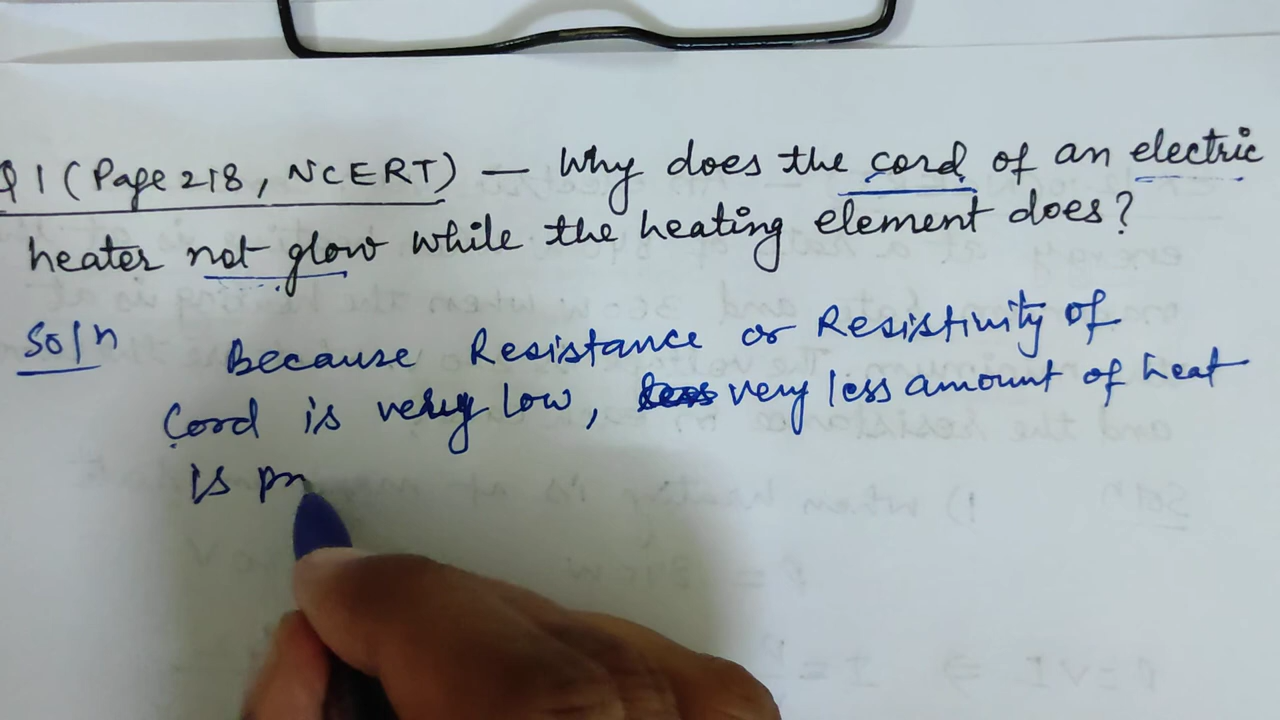 Q1 (Page 218, NCERT) — Why does the cord of an electric
heater not glow while the heating element does?
Soln Because Resistance or Resistivity of
Cord is very low, very less amount of heat
is pr